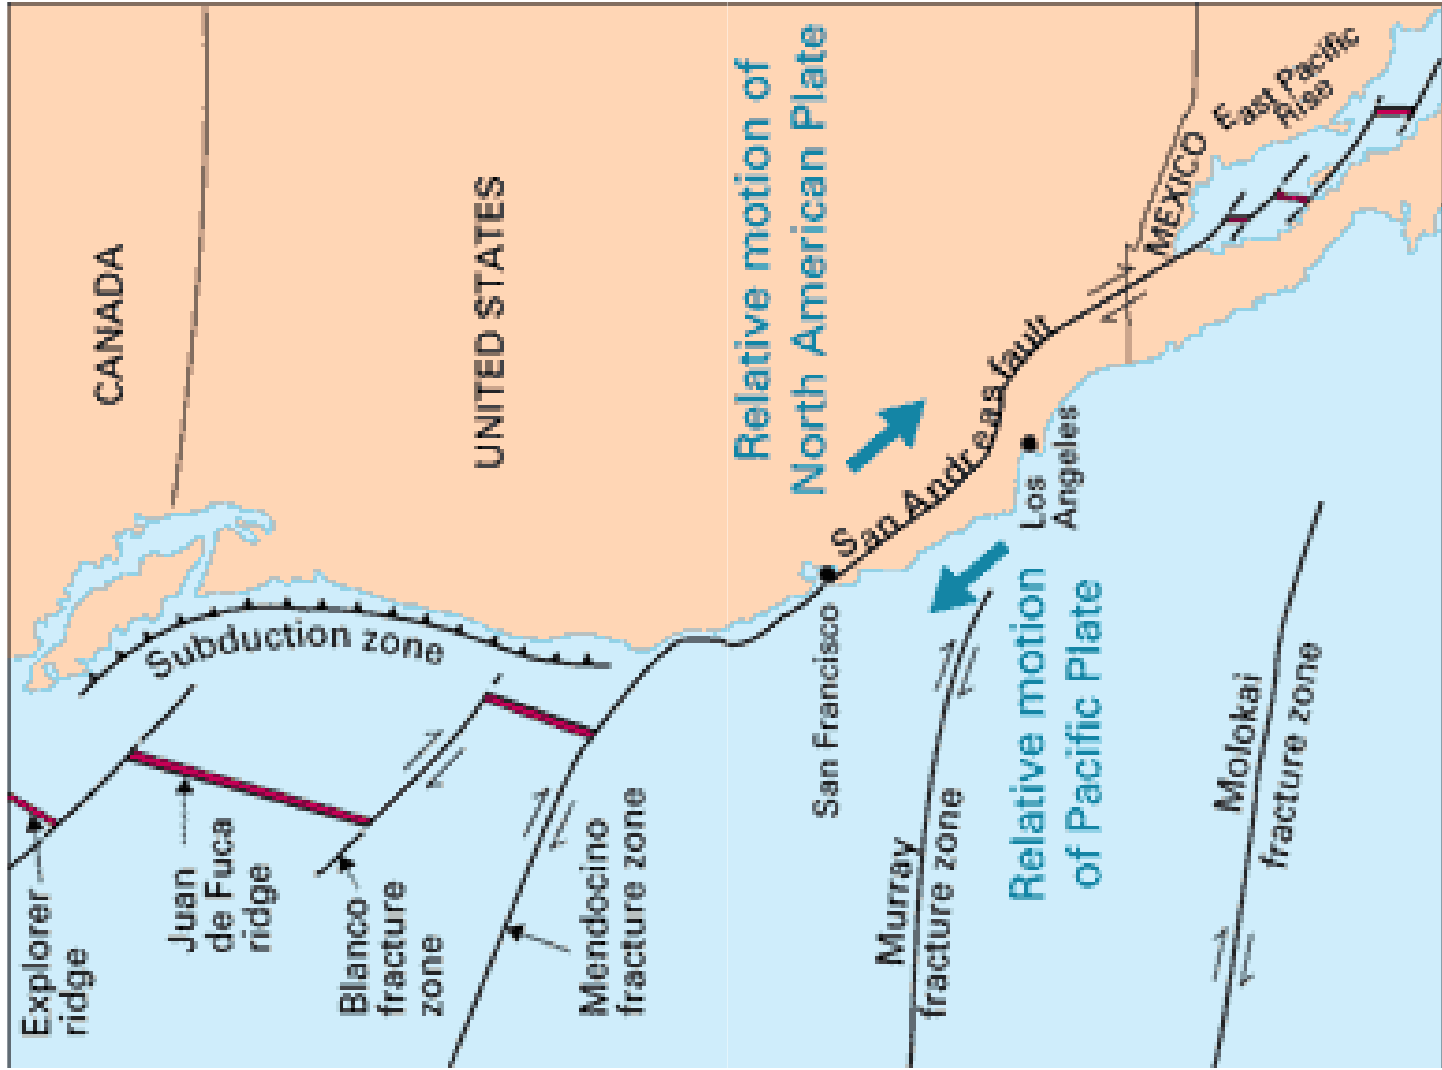 Explorer
ridge
Juan
de Fuca
ridge
Blanco
fracture
zone
Mendocino
fracture zone
Subduction zone
CANADA
UNITED STATES
Relative motion of
North American Plate
San Andreas fault
San Francisco
Los
Angeles
Murray
fracture zone
Relative motion
of Pacific Plate
Molokai
fracture zone
MEXICO
East Pacific
Rise